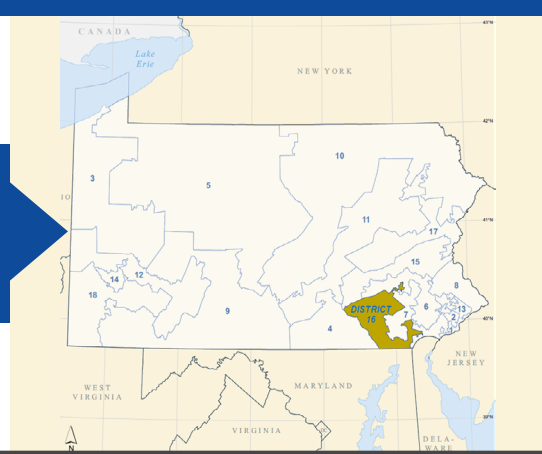 CANADA
43°N
Lake
Erie
NEW YORK
42°N
10
3
5
IO
11
41°N
17
15
14
12
18
8
DISTRICT
16
7
6
13
2
1
9
4
40°N
NEW
JERSEY
WEST
VIRGINIA
MARYLAND
VIRGINIA
39°N
DELA-
WARE
N